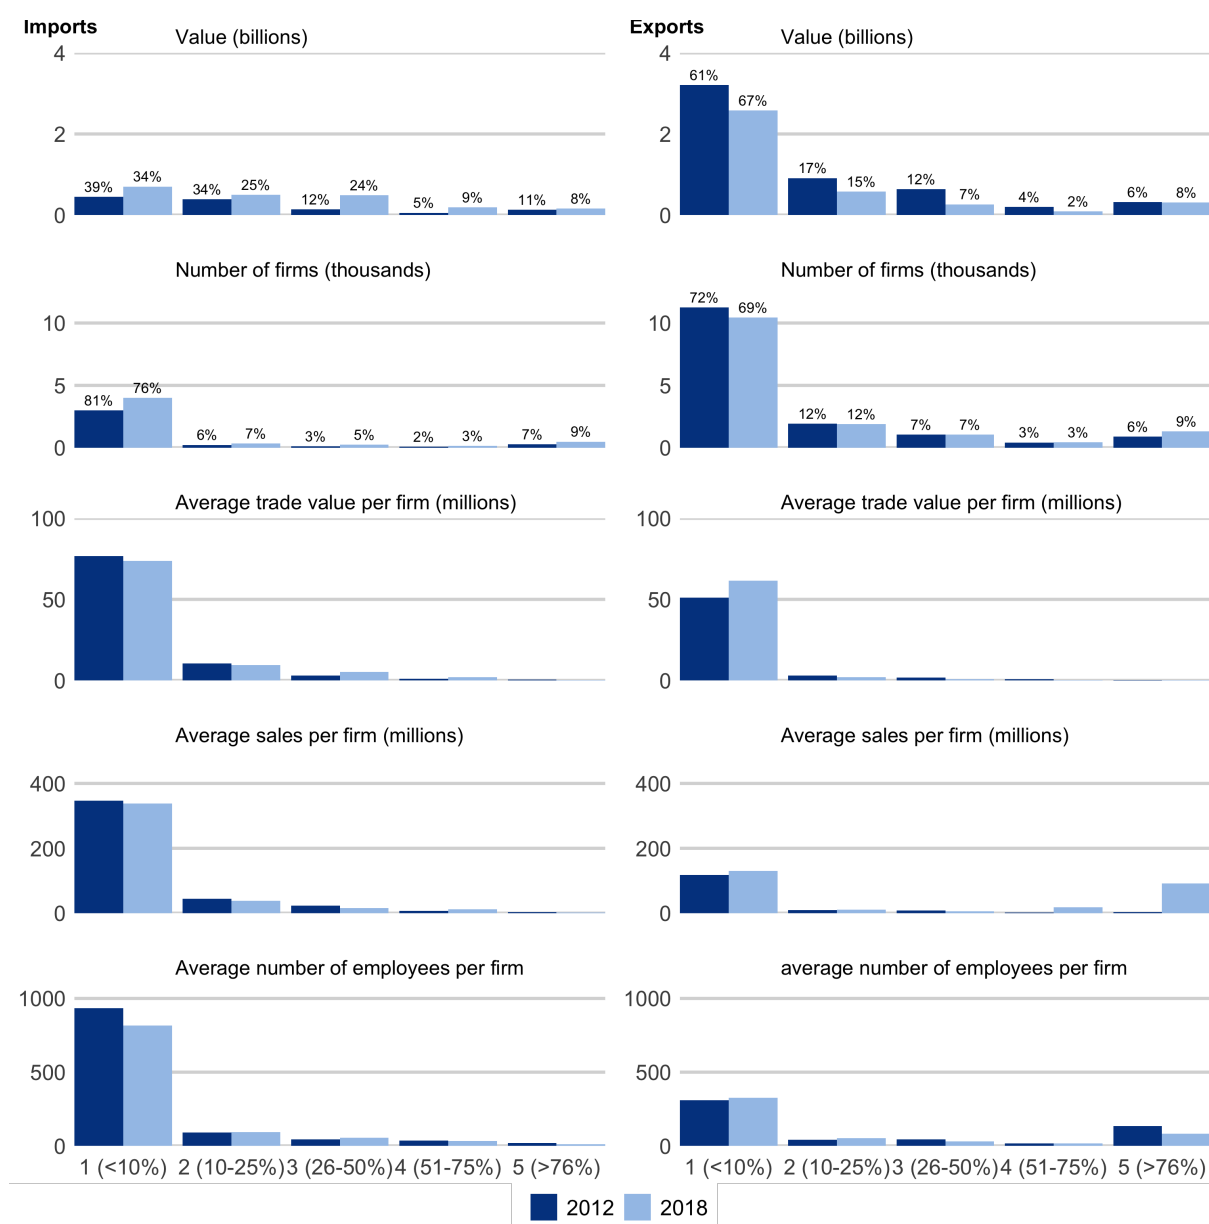 Imports Exports
Value (billions) Value (billions)
4 4
61%
67%
2 2
39% 34% 34% 25% 12% 24% 5% 9% 11% 8%
17% 15% 12% 7% 4% 2% 6% 8%
0 0
Number of firms (thousands) Number of firms (thousands)
72% 69%
10 10
5 5
81% 76% 6% 7% 3% 5% 2% 3% 7% 9%
12% 12% 7% 7% 3% 3% 6% 9%
0 0
Average trade value per firm (millions) Average trade value per firm (millions)
100 100
50 50
0 0
Average sales per firm (millions) Average sales per firm (millions)
400 400
200 200
0 0
Average number of employees per firm average number of employees per firm
1000 1000
500 500
0 0
1 (<10%) 2 (10-25%) 3 (26-50%) 4 (51-75%) 5 (>76%) 1 (<10%) 2 (10-25%) 3 (26-50%) 4 (51-75%) 5 (>76%)
2012 2018